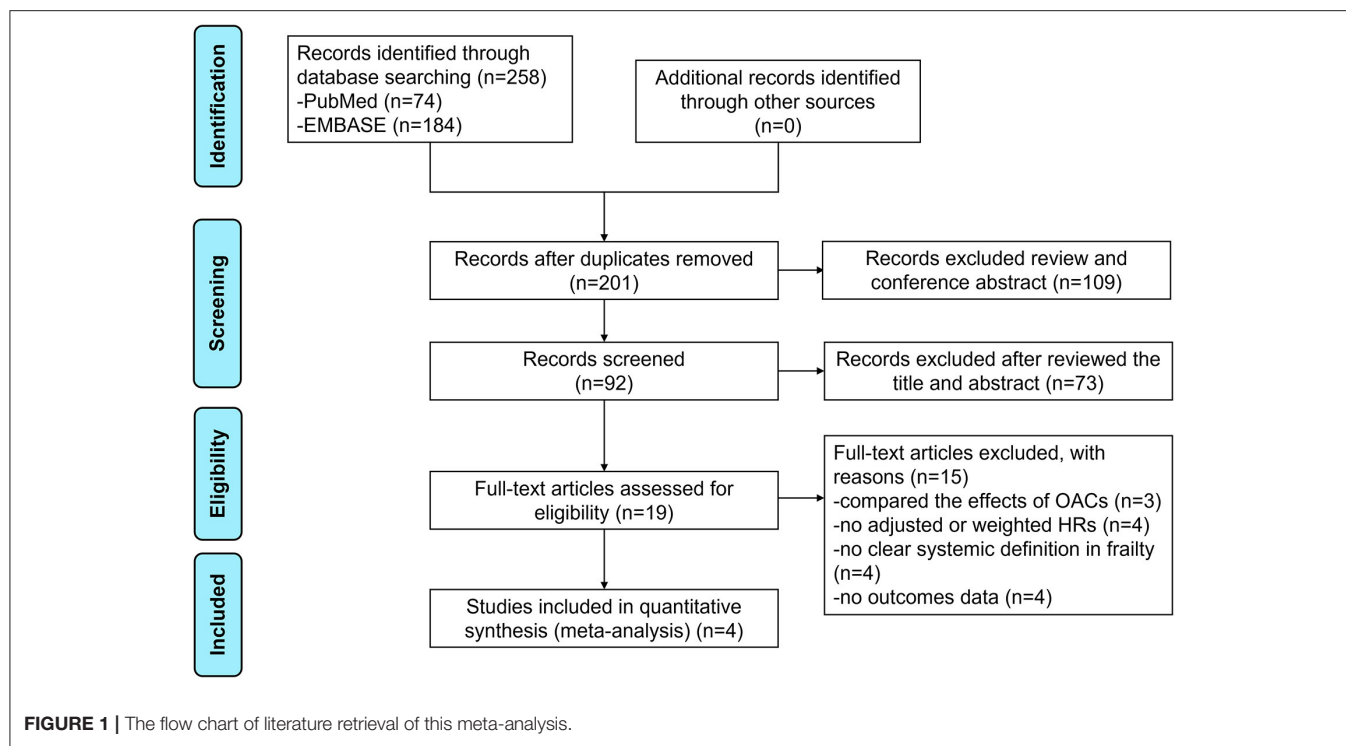 Identification
Records identified through
database searching (n=258)
-PubMed (n=74)
-EMBASE (n=184)
Additional records identified
through other sources
(n=0)
Screening
Records after duplicates removed
(n=201)
Records excluded review and
conference abstract (n=109)
Records screened
(n=92)
Records excluded after reviewed the
title and abstract (n=73)
Eligibility
Full-text articles assessed for
eligibility (n=19)
Full-text articles excluded, with
reasons (n=15)
-compared the effects of OACs (n=3)
-no adjusted or weighted HRs (n=4)
-no clear systemic definition in frailty
(n=4)
-no outcomes data (n=4)
Included
Studies included in quantitative
synthesis (meta-analysis) (n=4)
FIGURE 1 | The flow chart of literature retrieval of this meta-analysis.